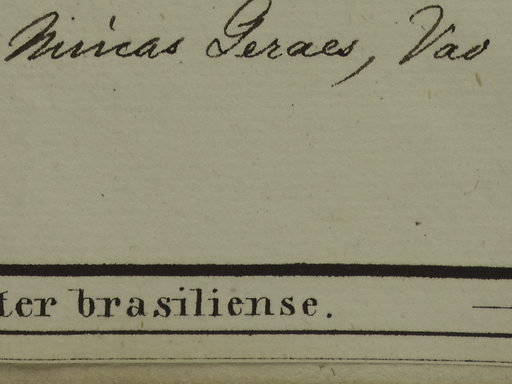 Minas Geraes, Vao
ter brasiliense.